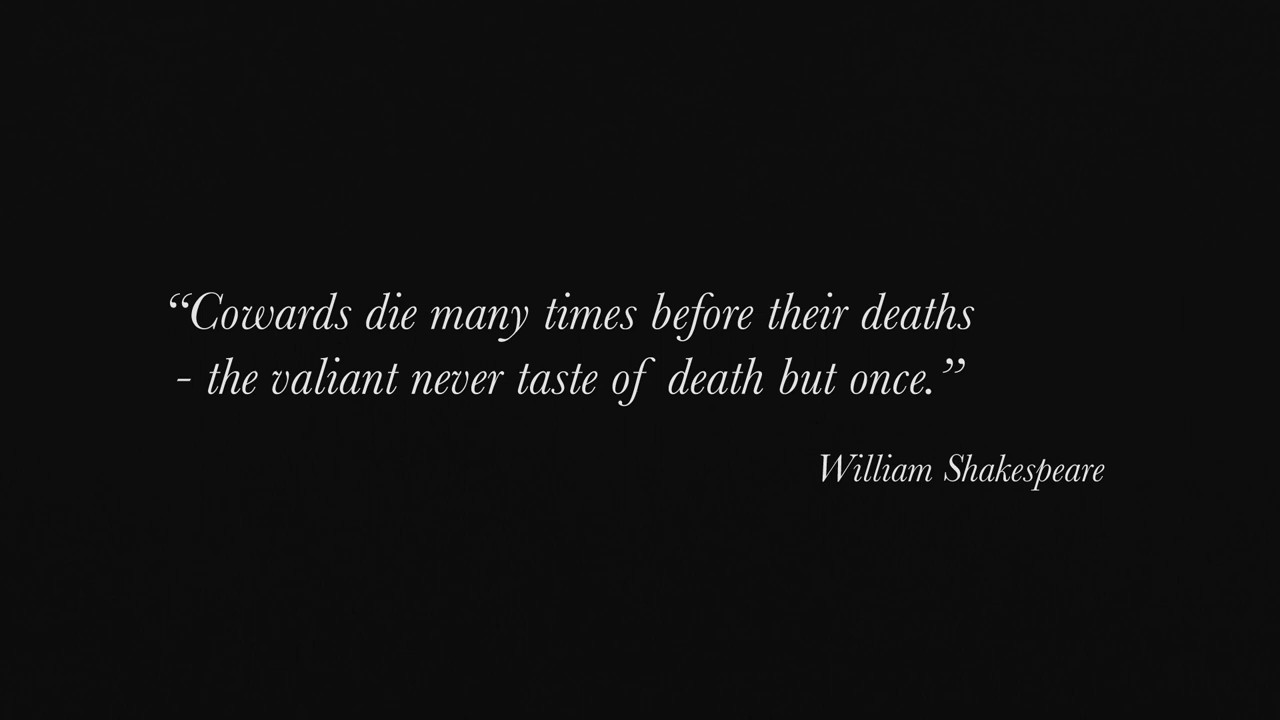 “Cowards die many times before their deaths
- the valiant never taste of death but once.”
William Shakespeare